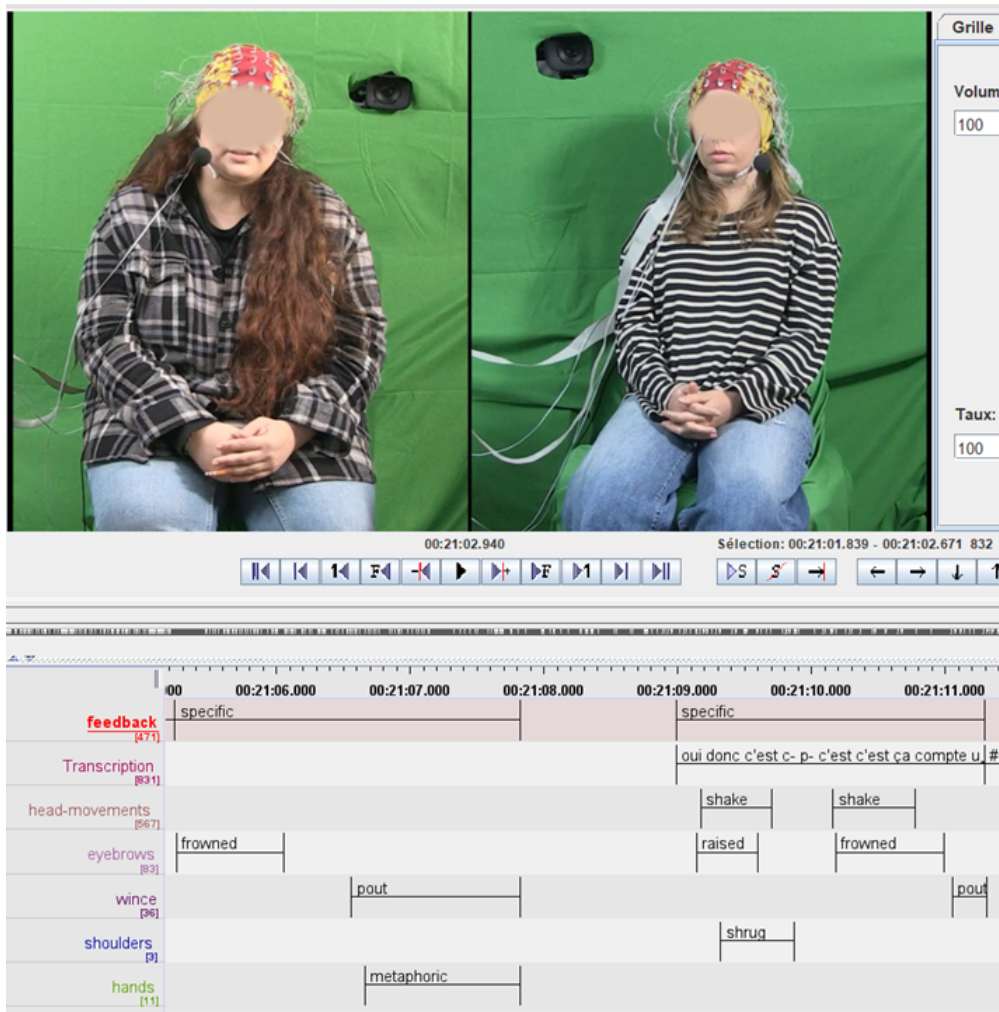 Grille
Volum
100
Taux:
100
00:21:02.940
Sélection: 00:21:01.839 - 00:21:02.671 832
1 F F 1 S S
00 00:21:06.000 00:21:07.000 00:21:08.000 00:21:09.000 00:21:10.000 00:21:11.000
feedback
[471]
specific specific
Transcription
[831]
oui donc c'est c- p- c'est c'est ça compte u #
head-movements
[567]
shake shake
eyebrows
[83]
frowned raised frowned
wince
[36]
pout pout
shoulders
[3]
shrug
hands
[11]
metaphoric